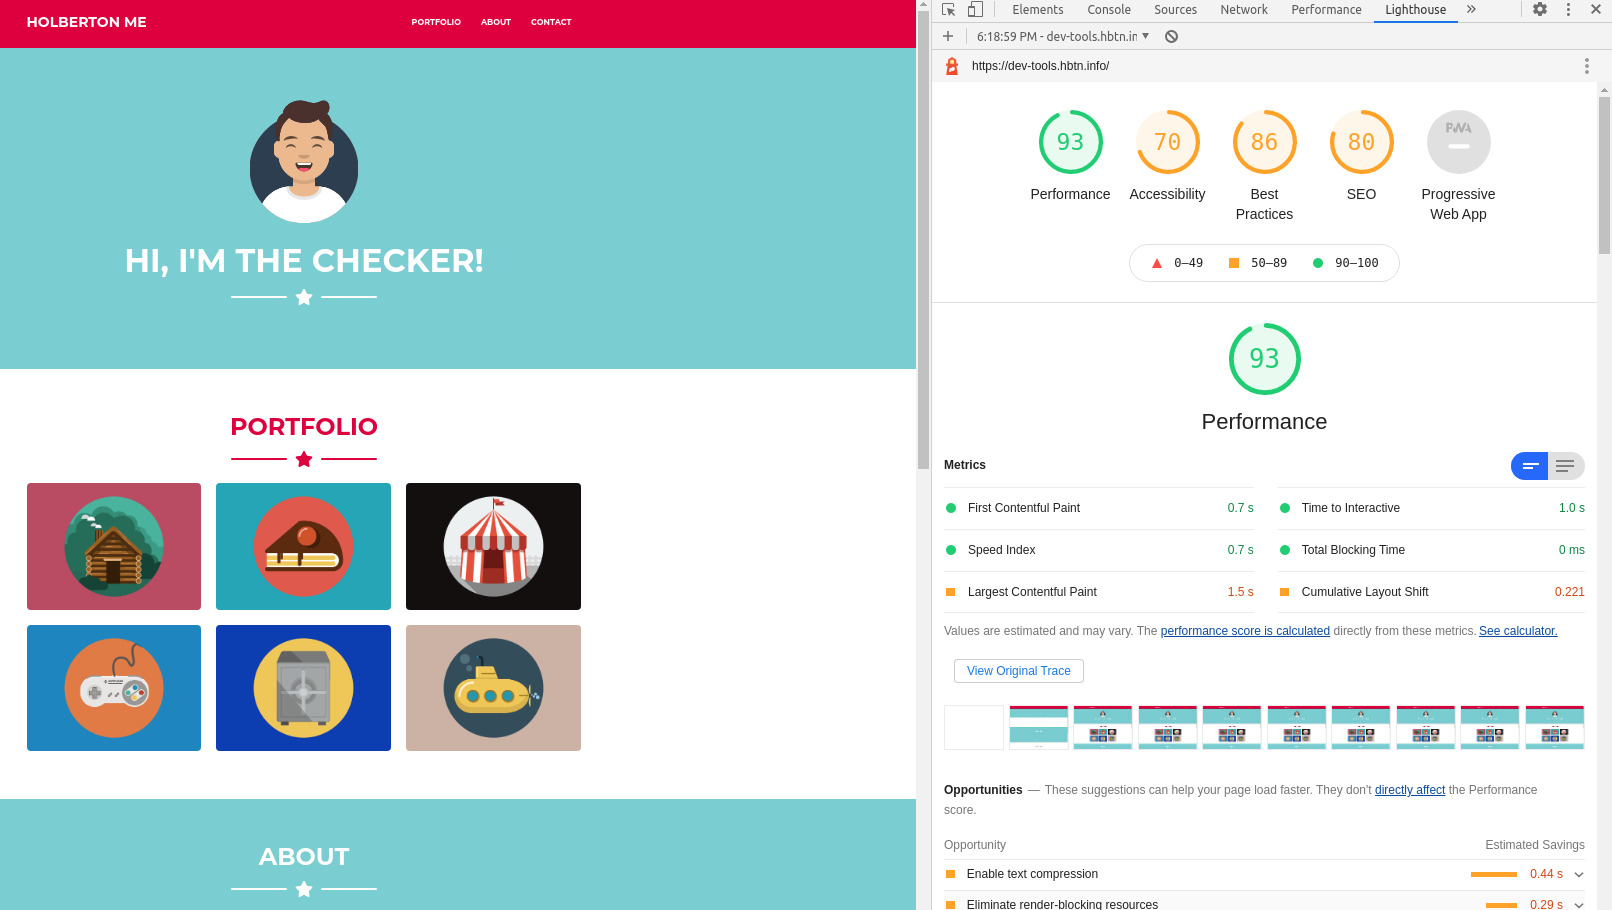 HOLBERTON ME
PORTFOLIO ABOUT CONTACT
HI, I'M THE CHECKER!
PORTFOLIO
ABOUT
Elements Console Sources Network Performance Lighthouse
6:18:59 PM - dev-tools.hbtn.in
https://dev-tools.hbtn.info/
93 70 86 80 PWA
Performance Accessibility Best Practices SEO Progressive Web App
0–49 50–89 90–100
93
Performance
Metrics
First Contentful Paint 0.7 s Time to Interactive 1.0 s
Speed Index 0.7 s Total Blocking Time 0 ms
Largest Contentful Paint 1.5 s Cumulative Layout Shift 0.221
Values are estimated and may vary. The performance score is calculated directly from these metrics. See calculator.
View Original Trace
Opportunities — These suggestions can help your page load faster. They don't directly affect the Performance
score.
Opportunity Estimated Savings
Enable text compression 0.44 s
Eliminate render-blocking resources 0.29 s